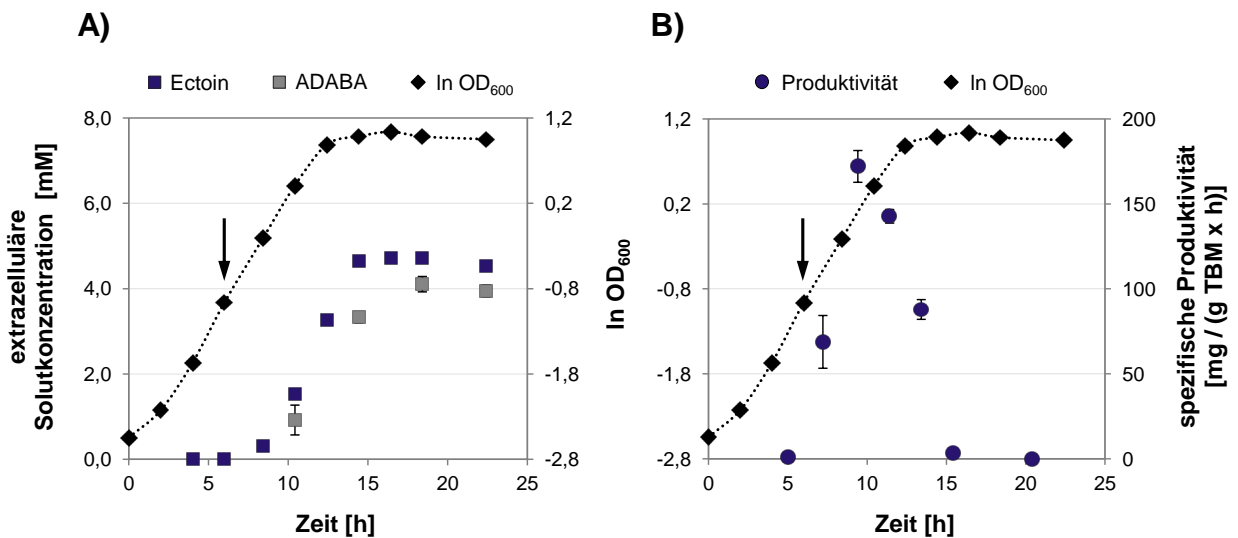 A)
Ectoin ADABA ln OD600
8,0
6,0
4,0
2,0
0,0
extrazelluläre
Solutkonzentration [mM]
1,2
0,2
-0,8
-1,8
-2,8
ln OD600
0 5 10 15 20 25
Zeit [h]
B)
Produktivität ln OD600
1,2
0,2
-0,8
-1,8
-2,8
200
150
100
50
0
spezifische Produktivität
[mg / (g TBM x h)]
0 5 10 15 20 25
Zeit [h]